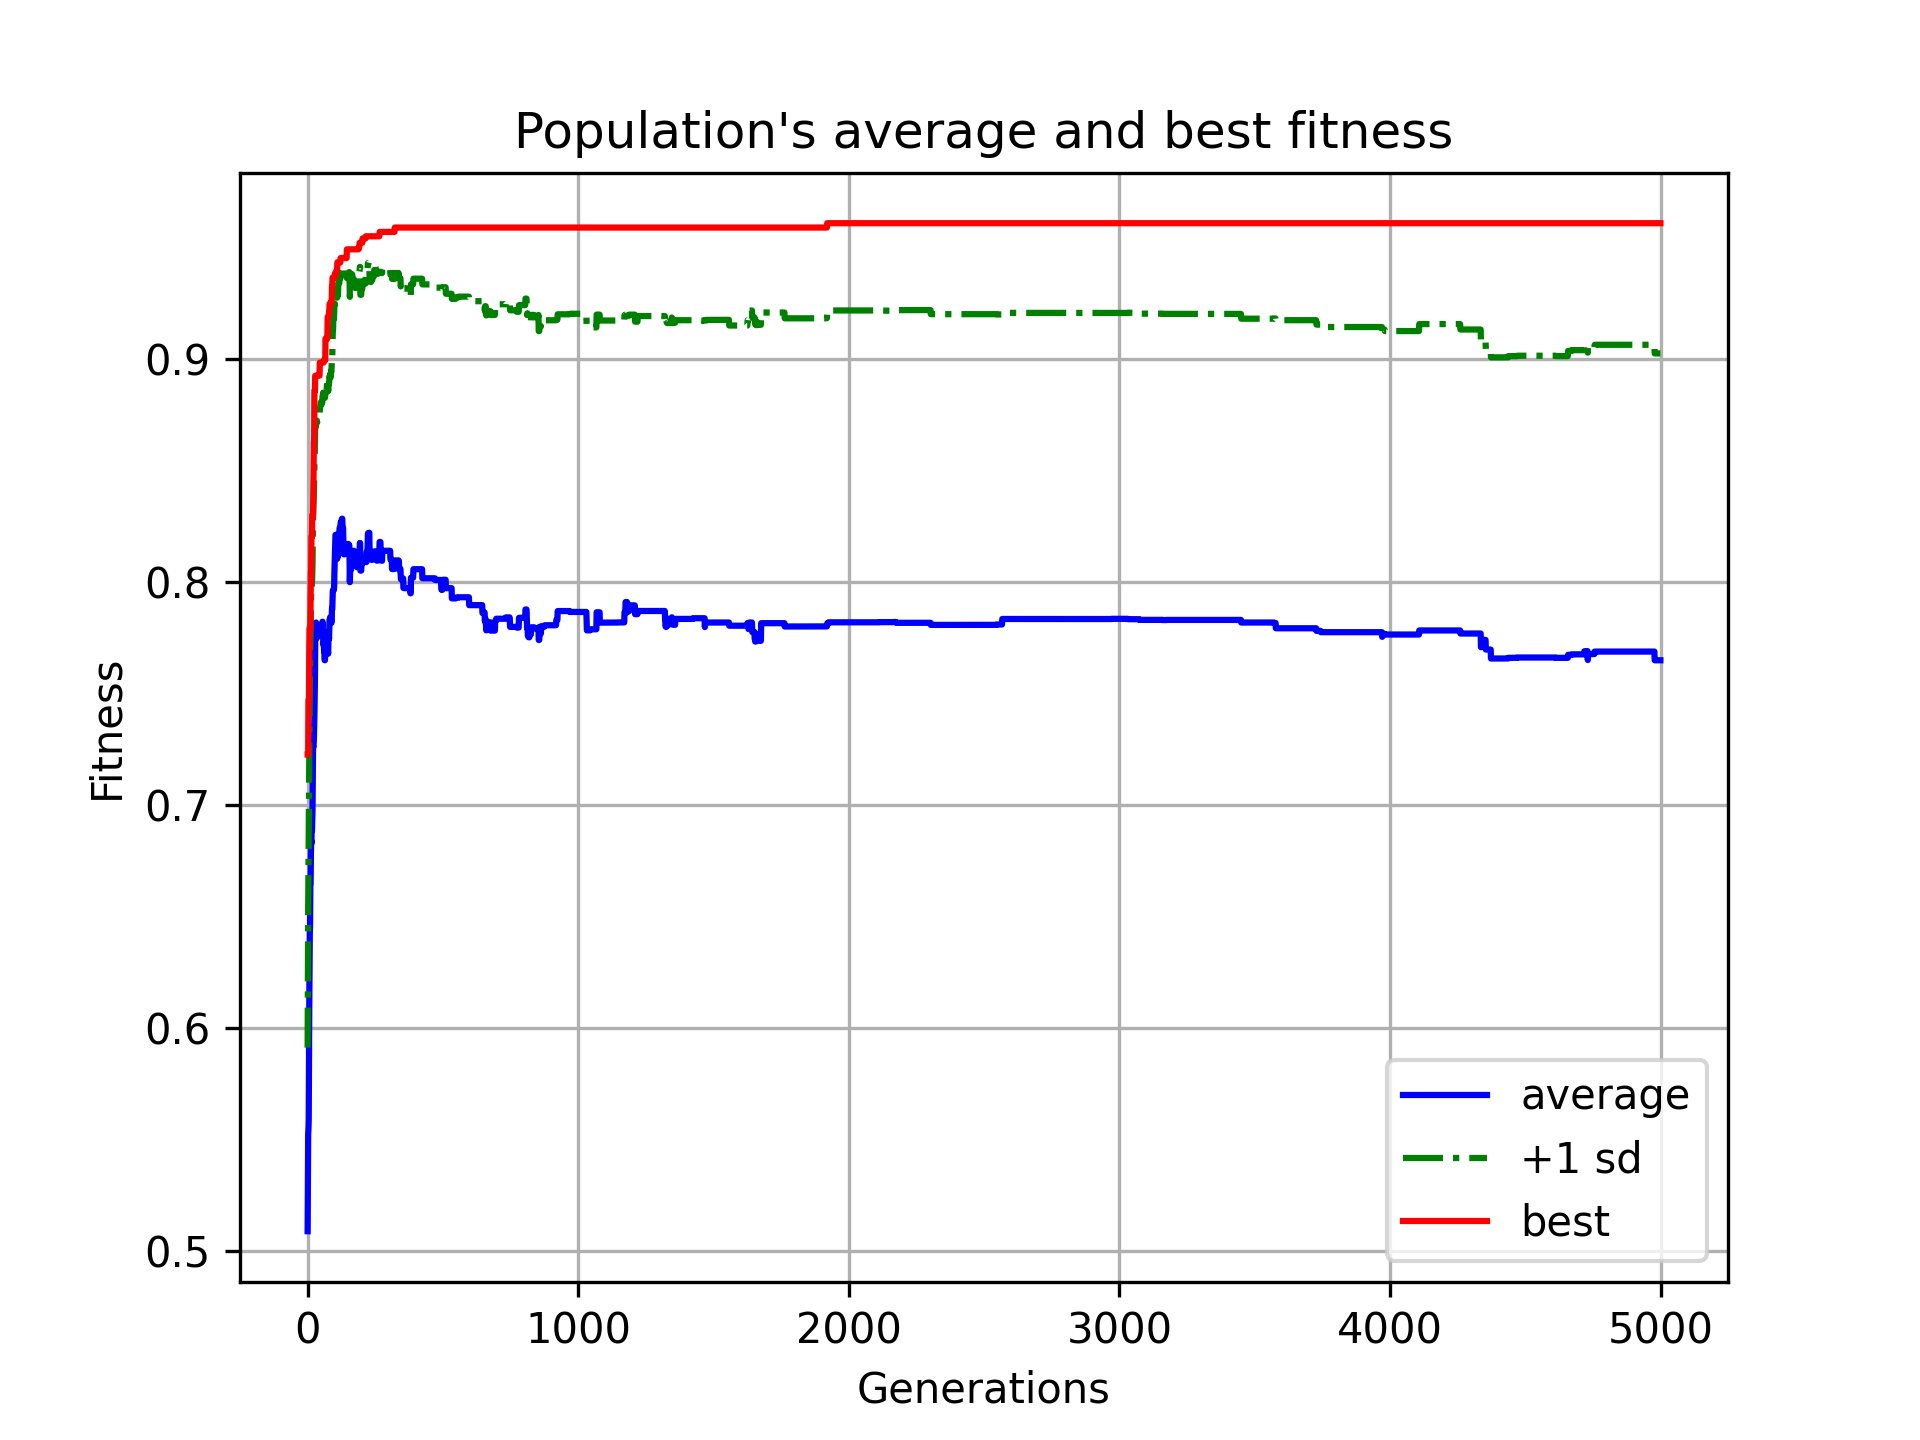 Population's average and best fitness
Fitness
0.9
0.8
0.7
0.6
0.5
0
1000
2000
3000
4000
5000
Generations
average
+1 sd
best